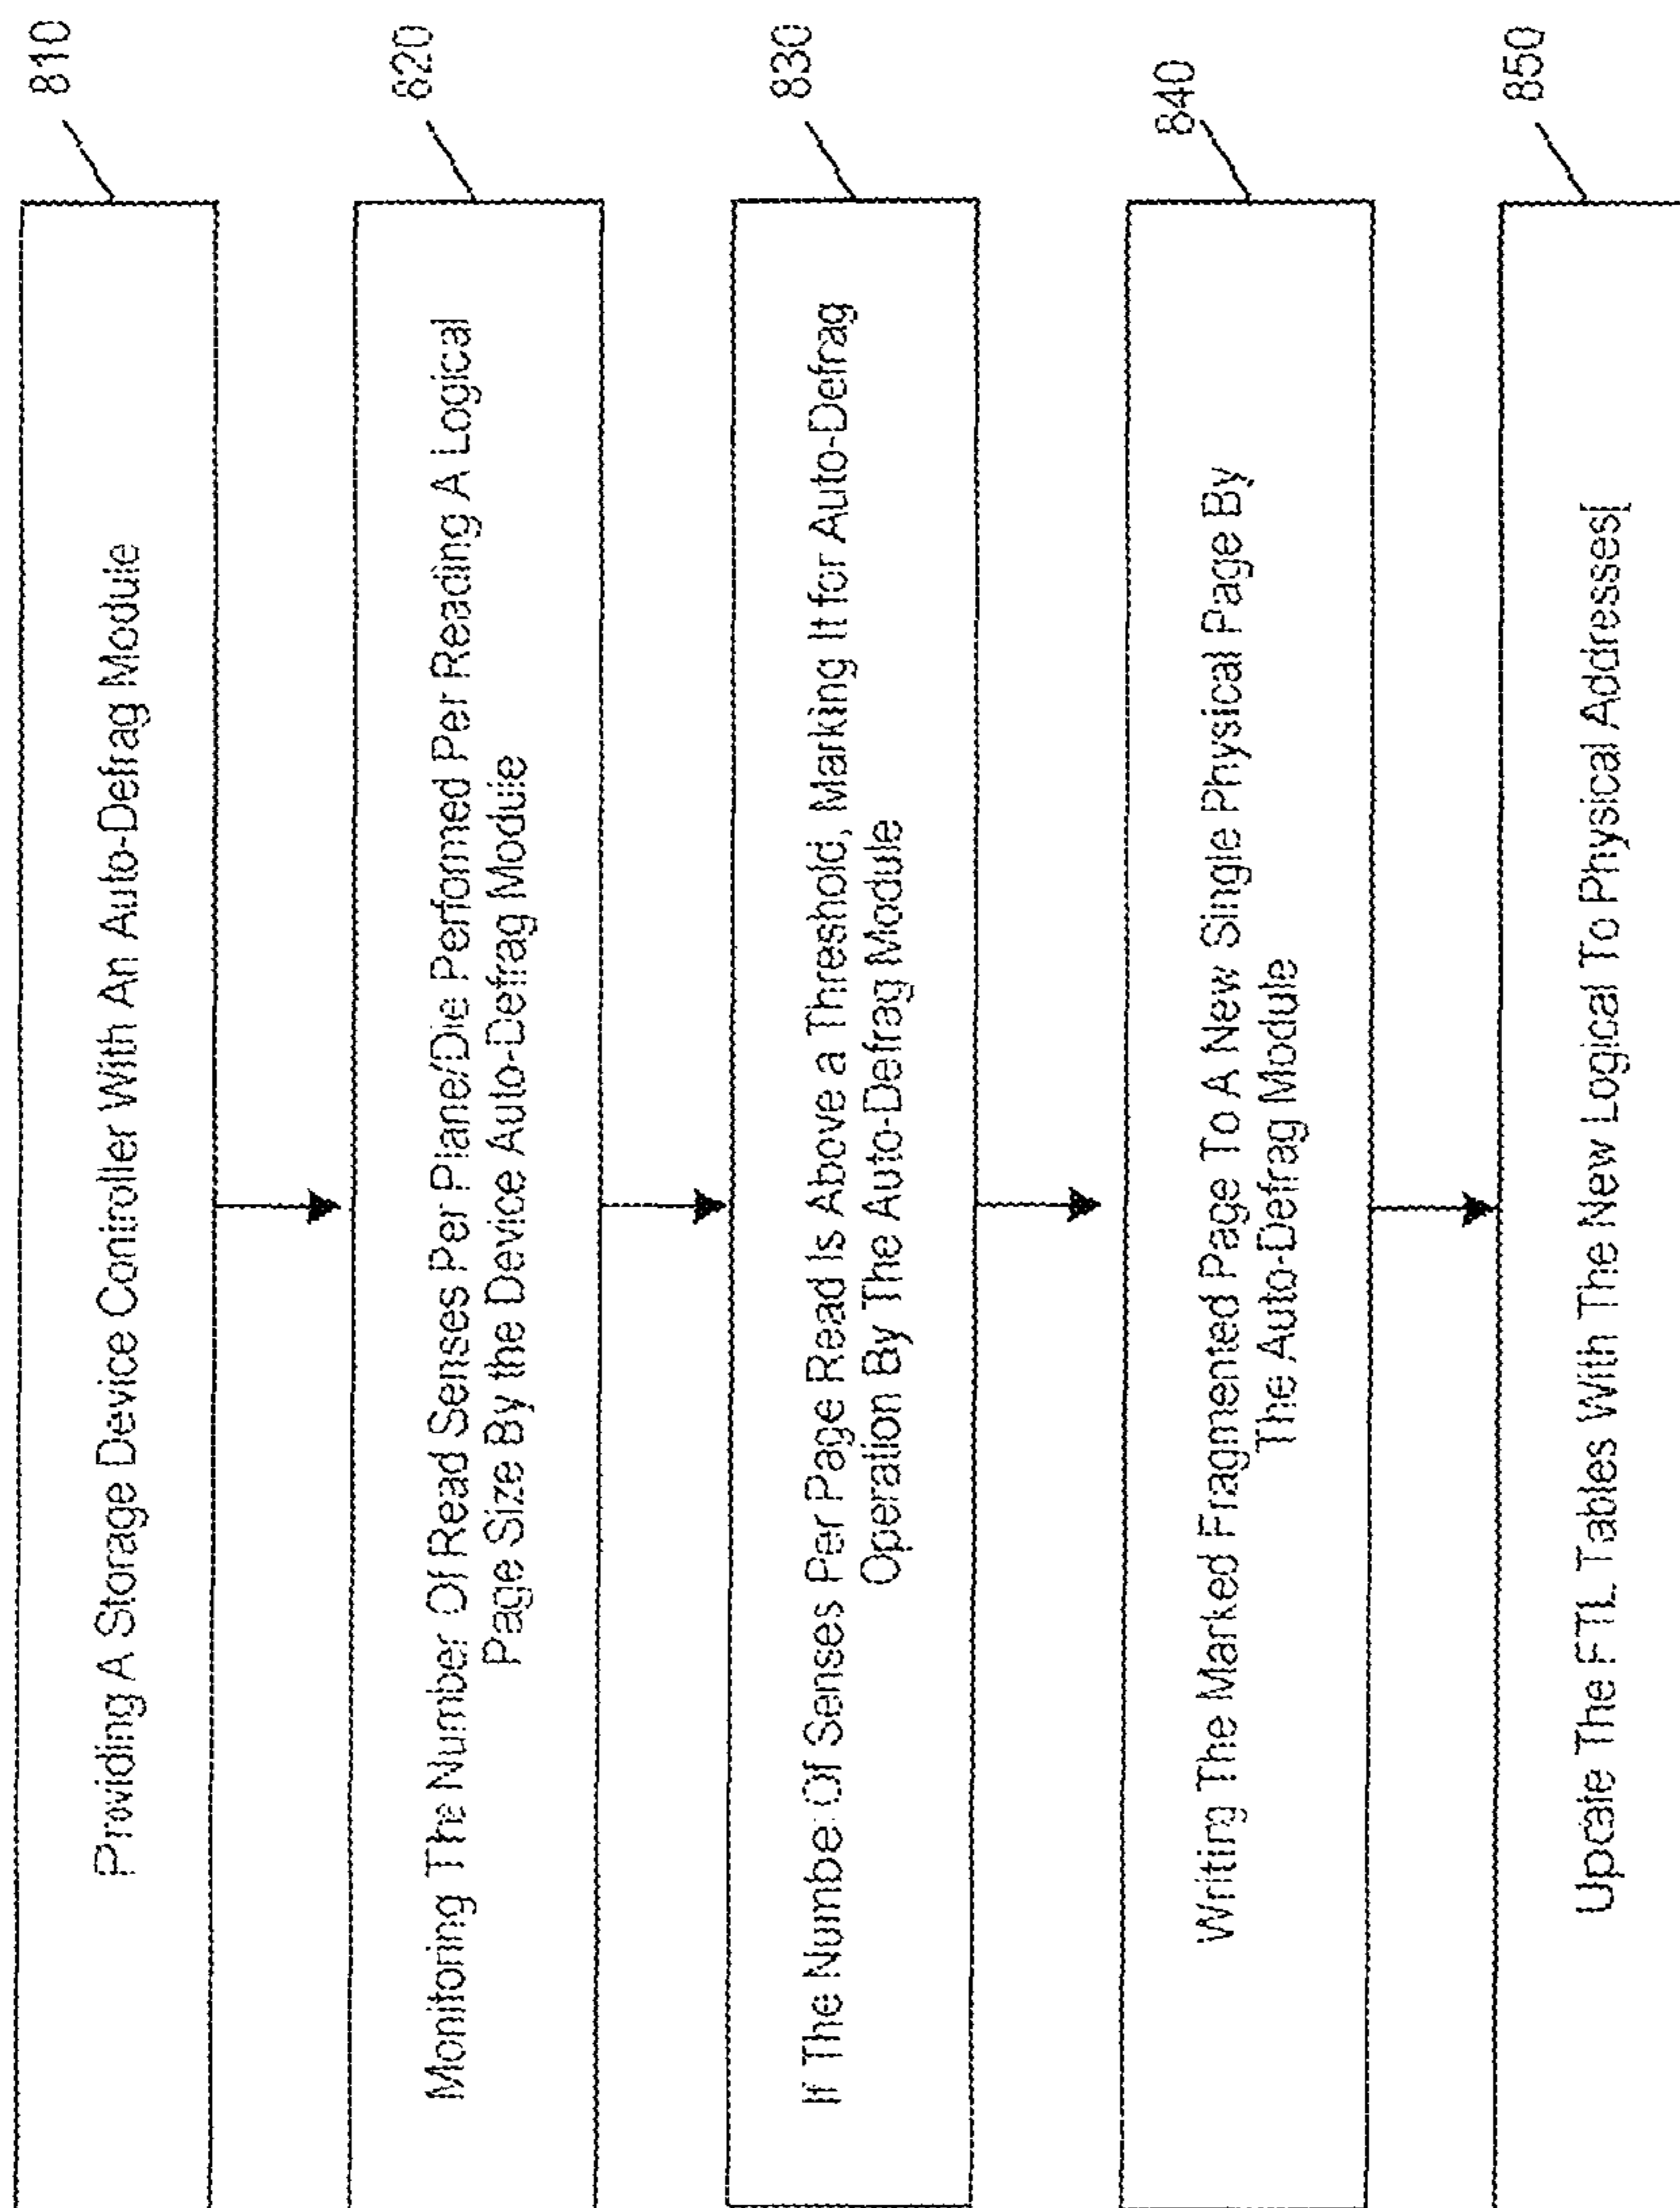 810
Providing A Storage Device Controller With An Auto-Defrag Module
820
Monitoring The Number Of Read Senses Per Plane/Die Performed Per Reading A Logical
Page Size By the Device Auto-Defrag Module
830
If The Number Of Senses Per Page Read Is Above a Threshold, Marking It for Auto-Defrag
Operation By The Auto-Defrag Module
840
Writing The Marked Fragmented Page To A New Single Physical Page By
The Auto-Defrag Module
850
Update The FTL Tables With The New Logical To Physical Addresses[